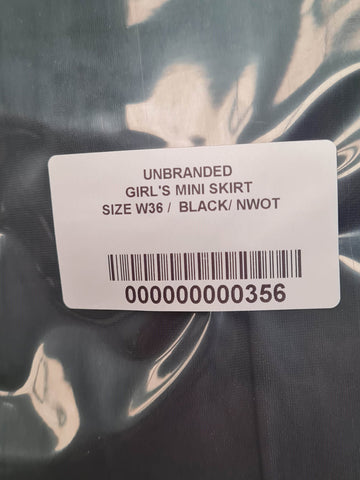 UNBRANDED
GIRL'S MINI SKIRT
SIZE W36 / BLACK/ NWOT
000000000356